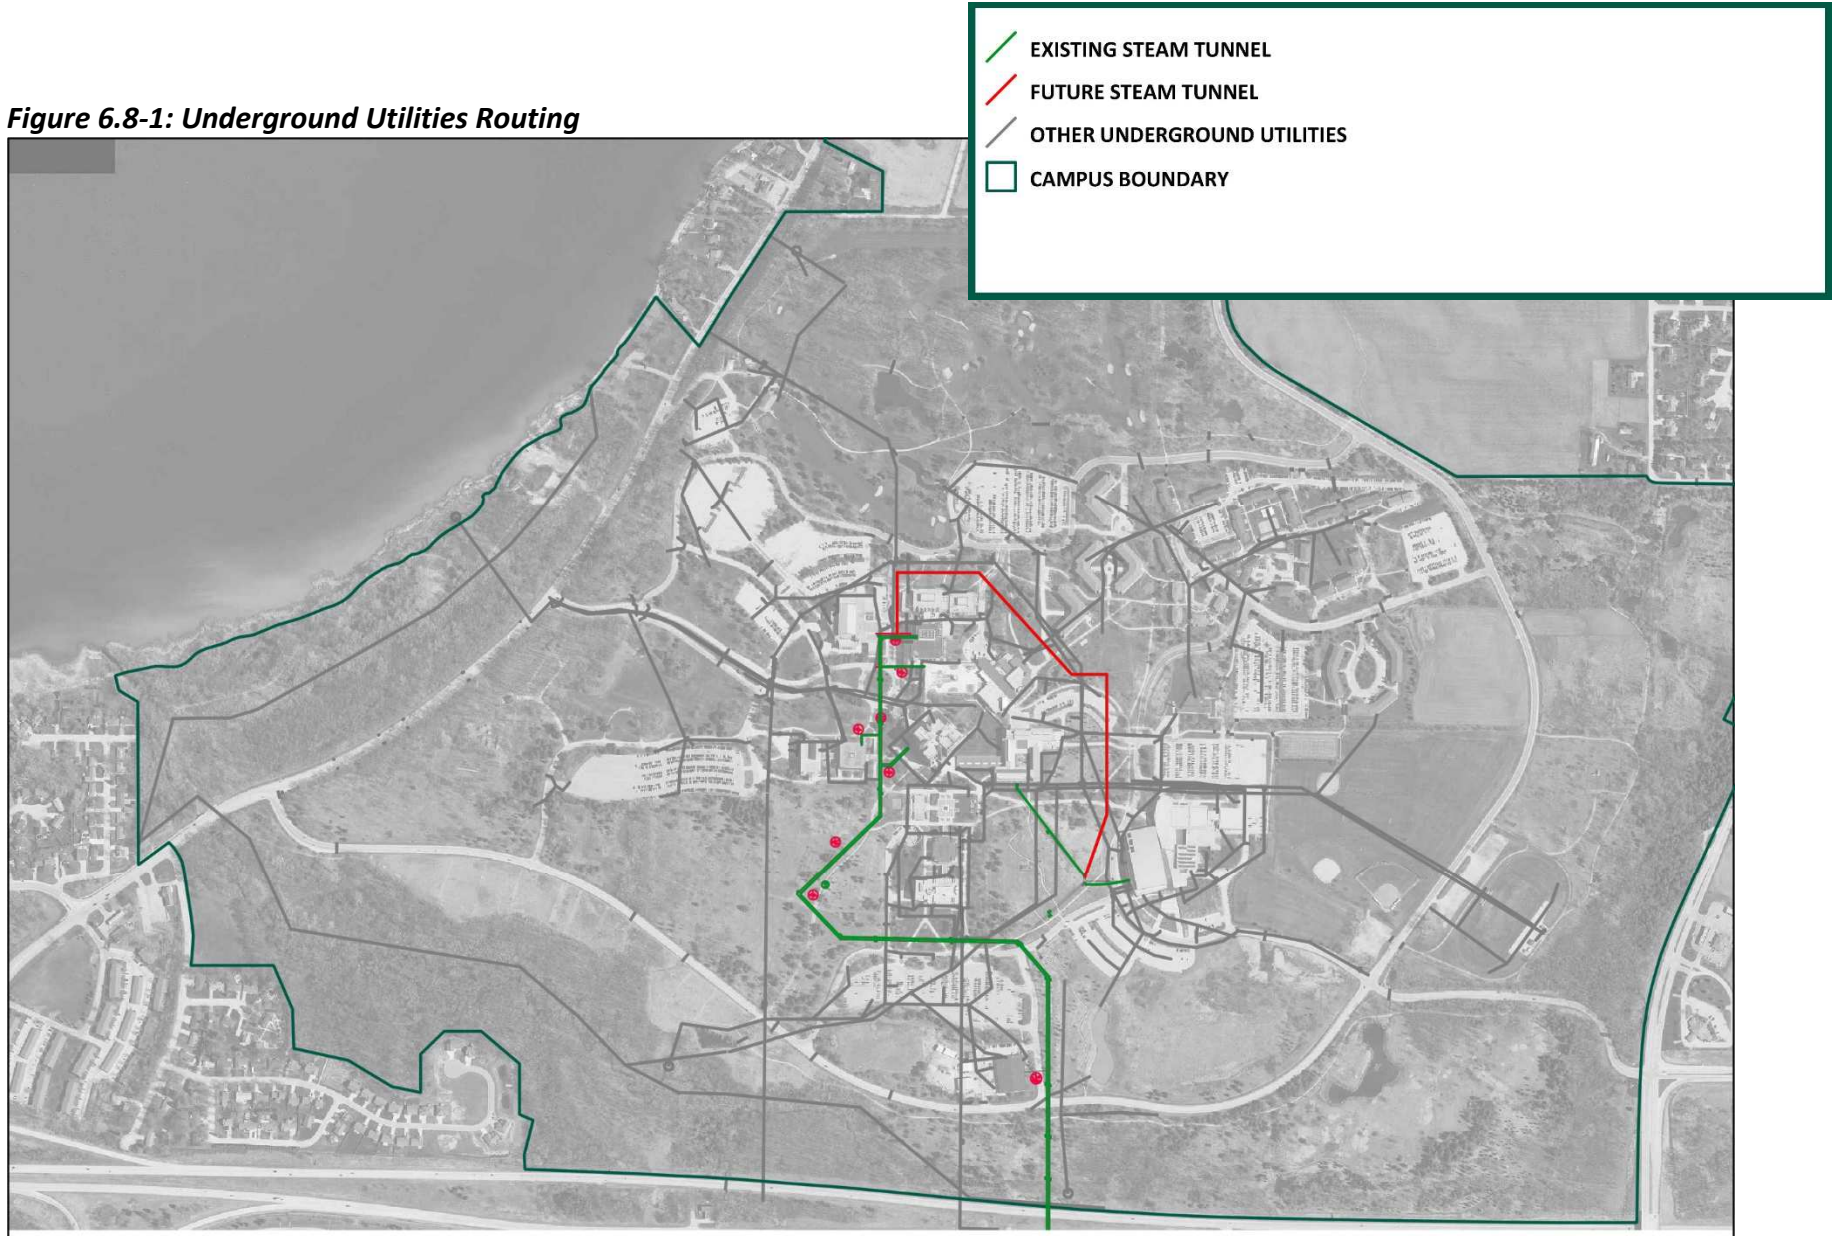 EXISTING STEAM TUNNEL
FUTURE STEAM TUNNEL
OTHER UNDERGROUND UTILITIES
CAMPUS BOUNDARY
Figure 6.8-1: Underground Utilities Routing